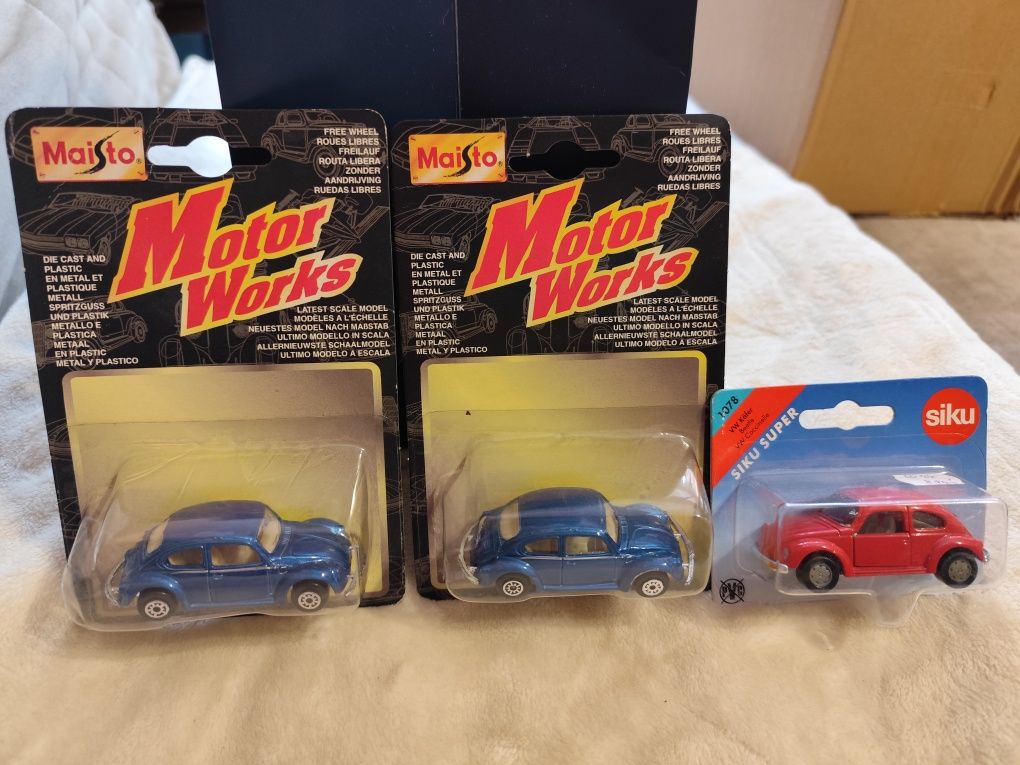 Maisto®
FREE WHEEL
ROUES LIBRES
FREILAUF
ROUTA LIBERA
ZONDER
AANDRIJVING
RUEDAS LIBRES
Motor
Works
DIE CAST AND
PLASTIC
EN METAL ET
PLASTIQUE
METALL
SPRITZGUSS
UND PLASTIK
METALLO E
PLASTICA
METAAL
EN PLASTIC
METAL Y PLASTICO
LATEST SCALE MODEL
MODÈLES A L'ÉCHELLE
NEUESTES MODEL NACH MABSTAB
ULTIMO MODELLO IN SCALA
ALLERNIEUWSTE SCHAALMODEL
ULTIMO MODELO A ESCALA
Maisto®
FREE WHEEL
ROUES LIBRES
FREILAUF
ROUTA LIBERA
ZONDER
AANDRIJVING
RUEDAS LIBRES
Motor
Works
DIE CAST AND
PLASTIC
EN METAL ET
PLASTIQUE
METALL
SPRITZGUSS
UND PLASTIK
METALLO E
PLASTICA
METAAL
EN PLASTIC
METAL Y PLASTICO
LATEST SCALE MODEL
MODÈLES A L'ÉCHELLE
NEUESTES MODEL NACH MABSTAB
ULTIMO MODELLO IN SCALA
ALLERNIEUWSTE SCHAALMODEL
ULTIMO MODELO A ESCALA
1078
VW Käfer
Beetle
VW Coccinelle
SIKU SUPER
siku
PVC